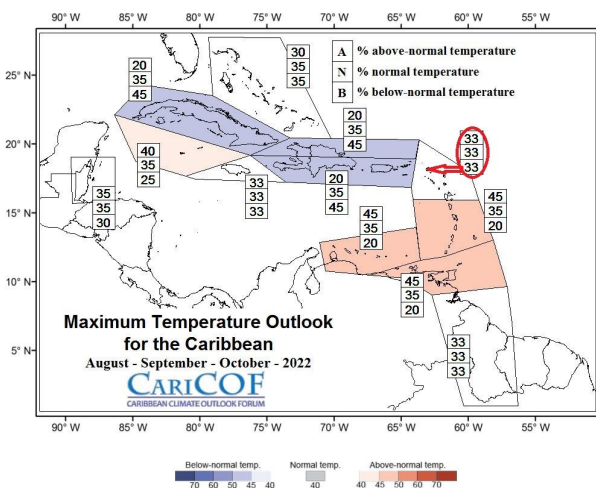 90° W 85° W 80° W 75° W 70° W 65° W 60° W 55° W
25° N
20° N
15° N
10° N
5° N
A % above-normal temperature
N % normal temperature
B % below-normal temperature
30
35
35
20
35
45
20
35
45
33
33
33
40
35
25
35
35
30
33
33
33
20
35
45
45
35
20
45
35
20
45
35
20
33
33
33
Maximum Temperature Outlook
for the Caribbean
August - September - October - 2022
CARICOF
CARIBBEAN CLIMATE OUTLOOK FORUM
90° W 85° W 80° W 75° W 70° W 65° W 60° W 55° W
Below-normal temp. Normal temp. Above-normal temp.
70 60 50 45 40 40 40 45 50 60 70